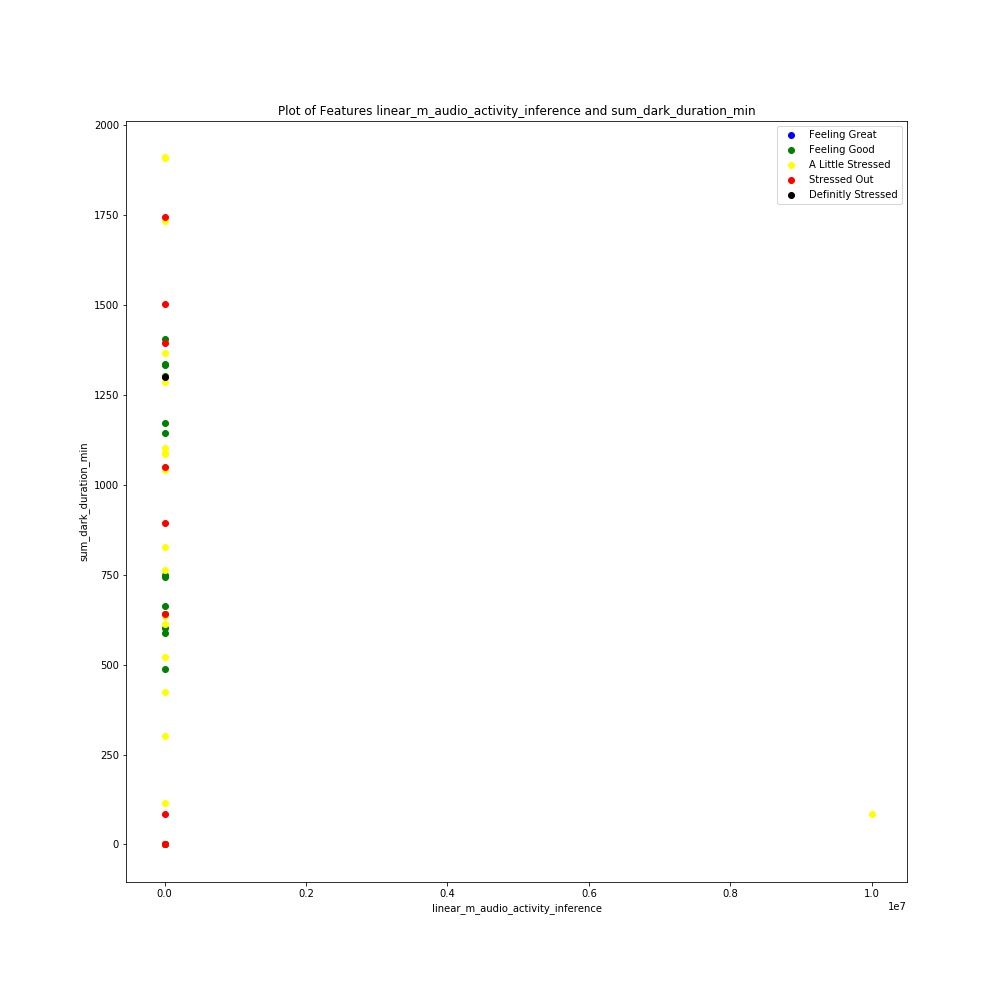 Plot of Features linear_m_audio_activity_inference and sum_dark_duration_min
Feeling Great
Feeling Good
A Little Stressed
Stressed Out
Definitly Stressed
sum_dark_duration_min
2000
1750
1500
1250
1000
750
500
250
0
0.0 0.2 0.4 0.6 0.8 1.0
1e7
linear_m_audio_activity_inference